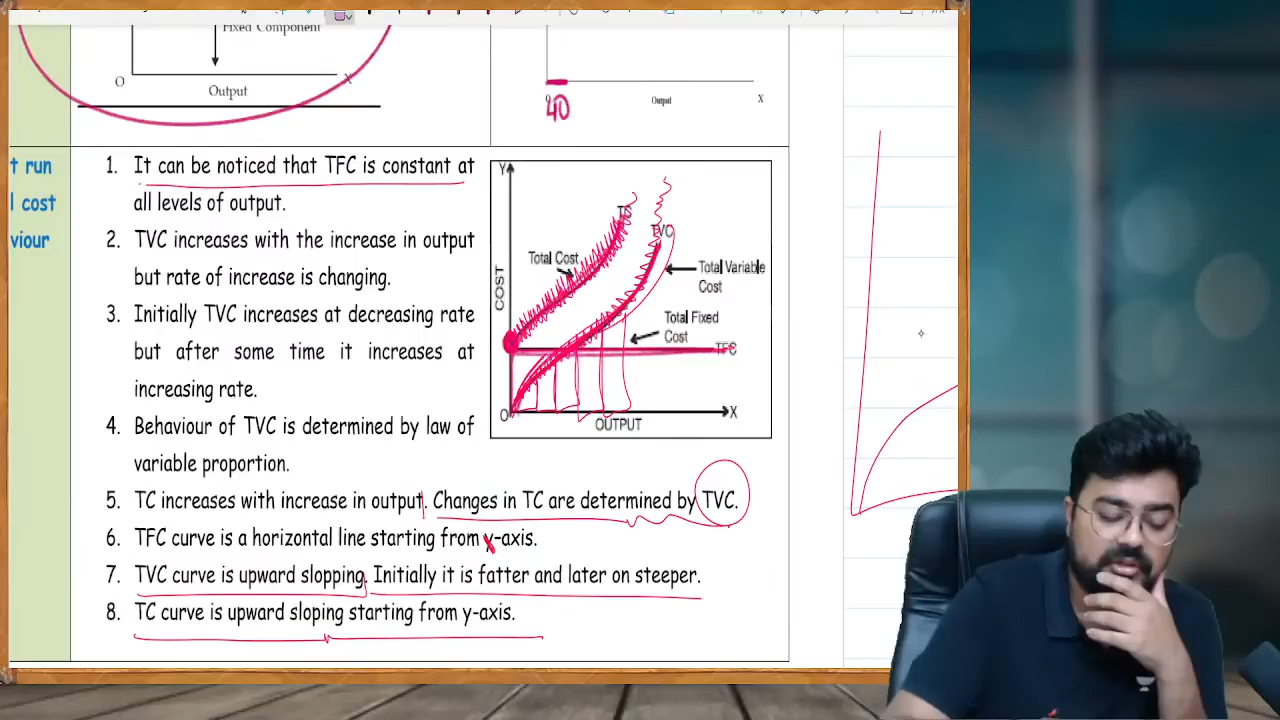 Fixed Component
O
X
Output
40
Output
X
t run
l cost
viour
1. It can be noticed that TFC is constant at
all levels of output.
2. TVC increases with the increase in output
but rate of increase is changing.
3. Initially TVC increases at decreasing rate
but after some time it increases at
increasing rate.
4. Behaviour of TVC is determined by law of
variable proportion.
5. TC increases with increase in output. Changes in TC are determined by TVC.
6. TFC curve is a horizontal line starting from y-axis.
7. TVC curve is upward slopping. Initially it is fatter and later on steeper.
8. TC curve is upward sloping starting from y-axis.
Y
TC
TVC
Total Cost
Total Variable
Cost
COST
Total Fixed
Cost
TFC
O
X
OUTPUT